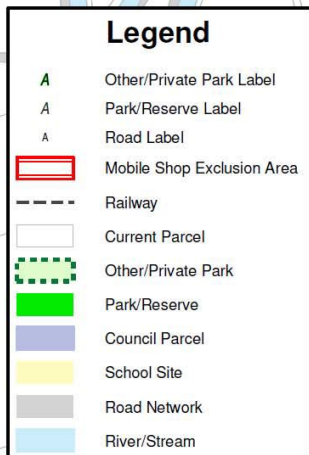 Legend
A Other/Private Park Label
A Park/Reserve Label
A Road Label
Mobile Shop Exclusion Area
Railway
Current Parcel
Other/Private Park
Park/Reserve
Council Parcel
School Site
Road Network
River/Stream